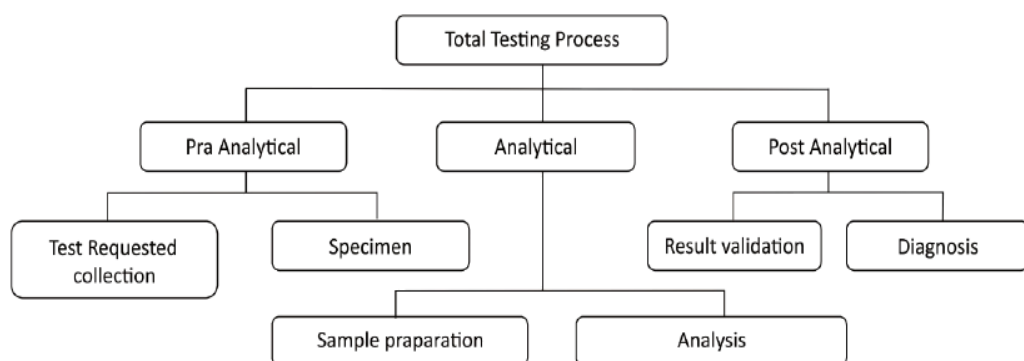 Total Testing Process
Pra Analytical
Analytical
Post Analytical
Test Requested
collection
Specimen
Result validation
Diagnosis
Sample praparation
Analysis